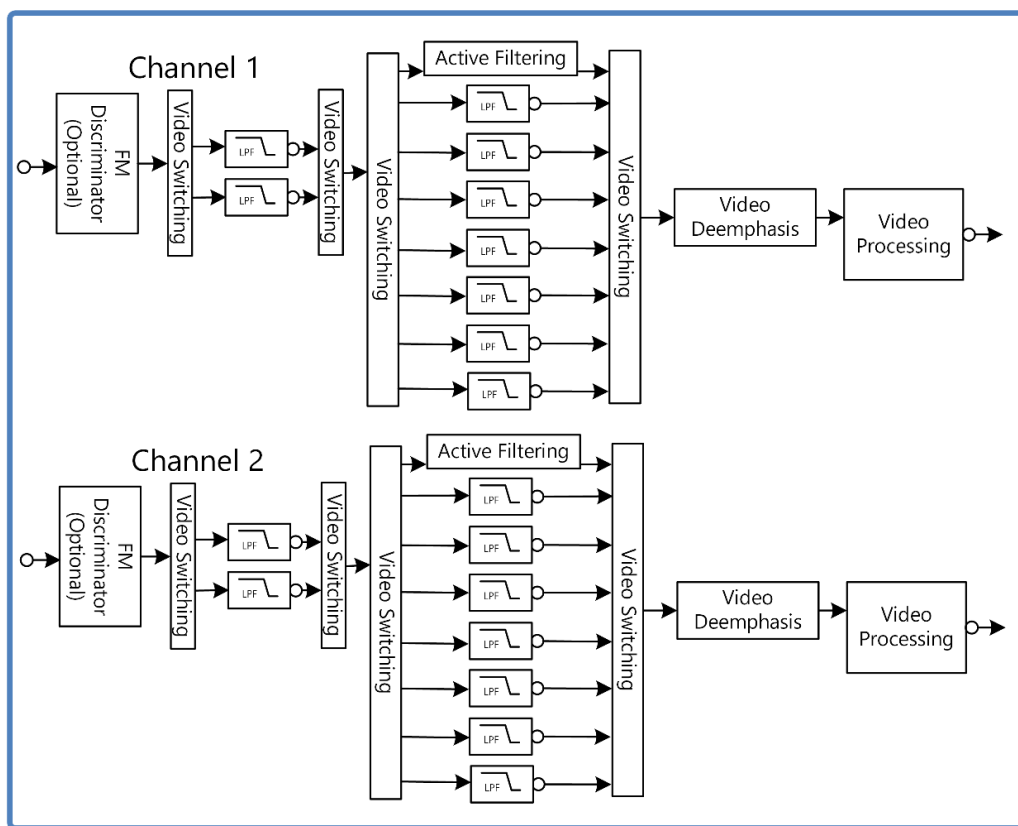 Channel 1
FM
Discriminator
(Optional)
Video Switching
LPF
LPF
Video Switching
Video Switching
Active Filtering
LPF
LPF
LPF
LPF
LPF
LPF
LPF
Video Switching
Video
Deemphasis
Video
Processing
Channel 2
FM
Discriminator
(Optional)
Video Switching
LPF
LPF
Video Switching
Video Switching
Active Filtering
LPF
LPF
LPF
LPF
LPF
LPF
LPF
Video Switching
Video
Deemphasis
Video
Processing